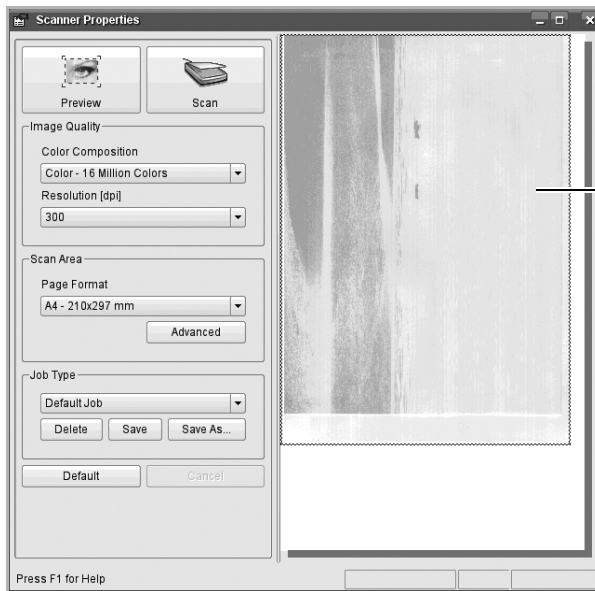 Scanner Properties
Preview
Scan
Image Quality
Color Composition
Color - 16 Million Colors
Resolution [dpi]
300
Scan Area
Page Format
A4 - 210x297 mm
Advanced
Job Type
Default Job
Delete
Save
Save As...
Default
Cancel
Press F1 for Help